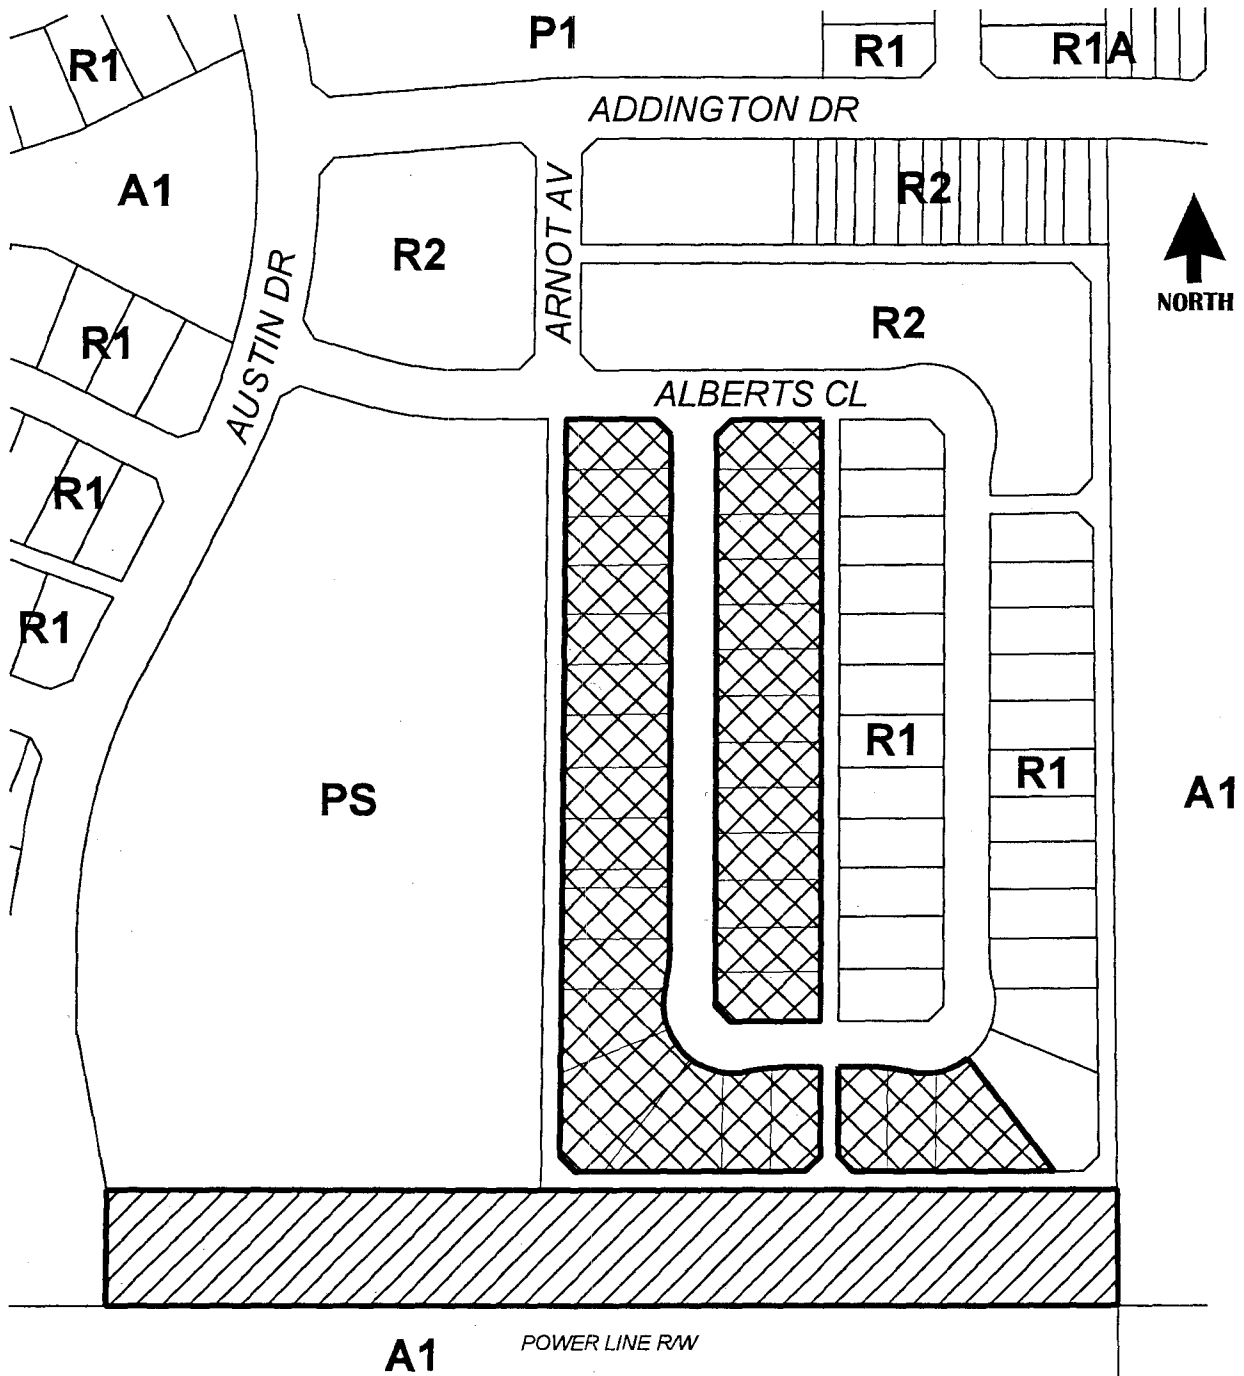 P1
R1
R1
R1A
ADDINGTON DR
A1
R2
R2
ARNOT AV
AUSTIN DR
NORTH
R2
R1
ALBERTS CL
R1
R1
R1
R1
PS
A1
POWER LINE R/W
A1